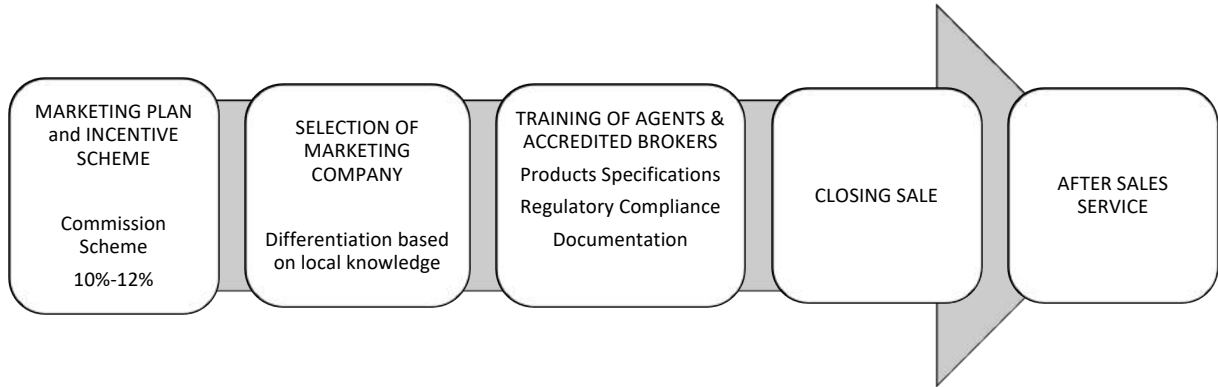 MARKETING PLAN
and INCENTIVE
SCHEME
Commission
Scheme
10%-12%
SELECTION OF
MARKETING
COMPANY
Differentiation based
on local knowledge
TRAINING OF AGENTS &
ACCREDITED BROKERS
Products Specifications
Regulatory Compliance
Documentation
CLOSING SALE
AFTER SALES
SERVICE